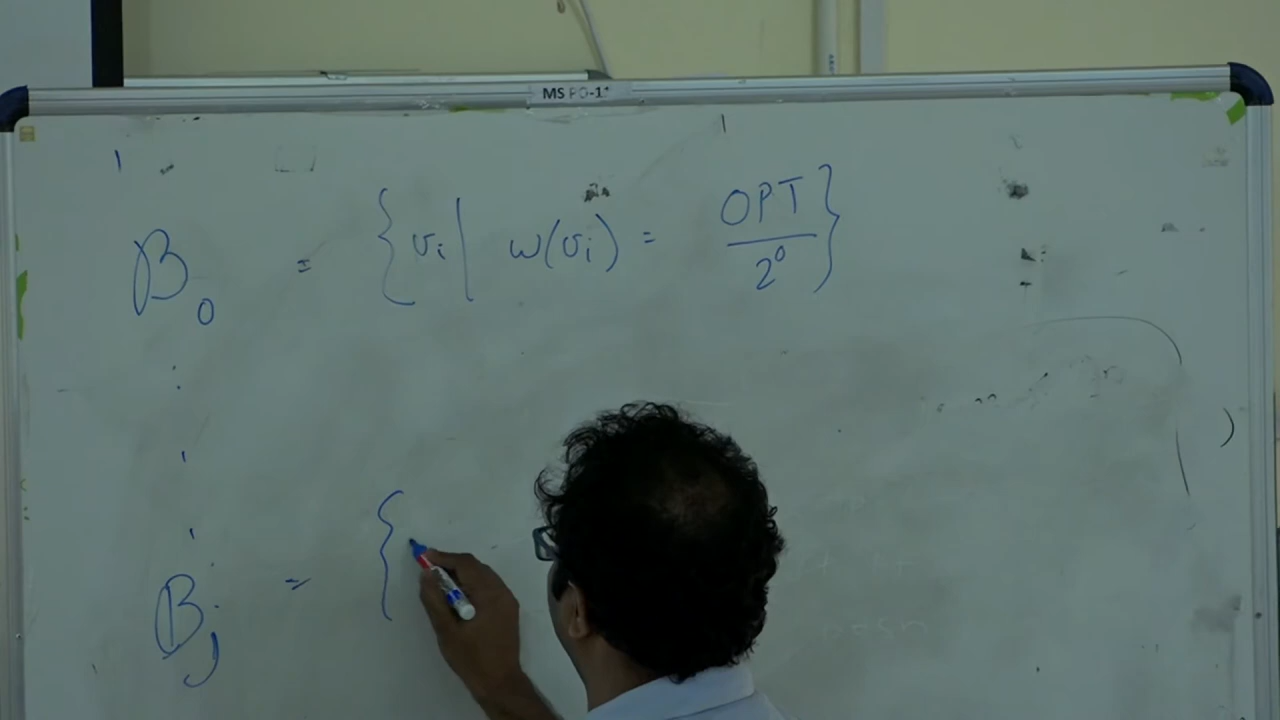 MS PO-1*
B₀ = { vᵢ | w(vᵢ) = OPT / 2⁰ }
⋮
Bⱼ = {